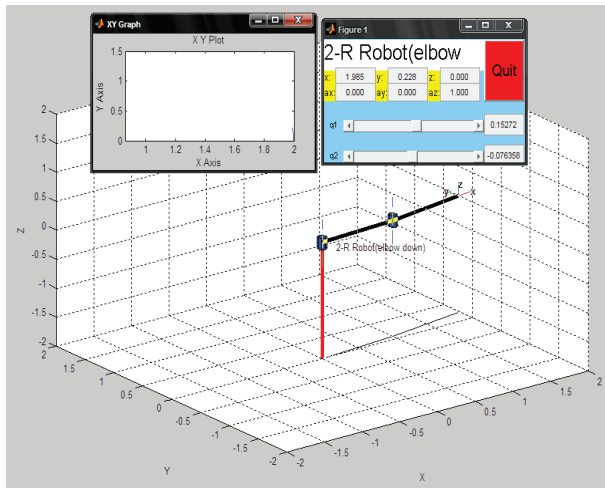 XY Graph
X Y Plot
1.5
1
0.5
0
Y Axis
1 1.2 1.4 1.6 1.8 2
X Axis
Figure 1
2-R Robot(elbow
Quit
x: 1.985 y: 0.228 z: 0.000
ax: 0.000 ay: 0.000 az: 1.000
q1 0.15272
q2 -0.076358
2
1.5
1
0.5
0
-0.5
-1
-1.5
-2
Z
y z x
2-R Robot(elbow down)
2
1.5
1
0.5
0
-0.5
-1
-1.5
-2
Y
-2
-1.5
-1
-0.5
0
0.5
1
1.5
2
X